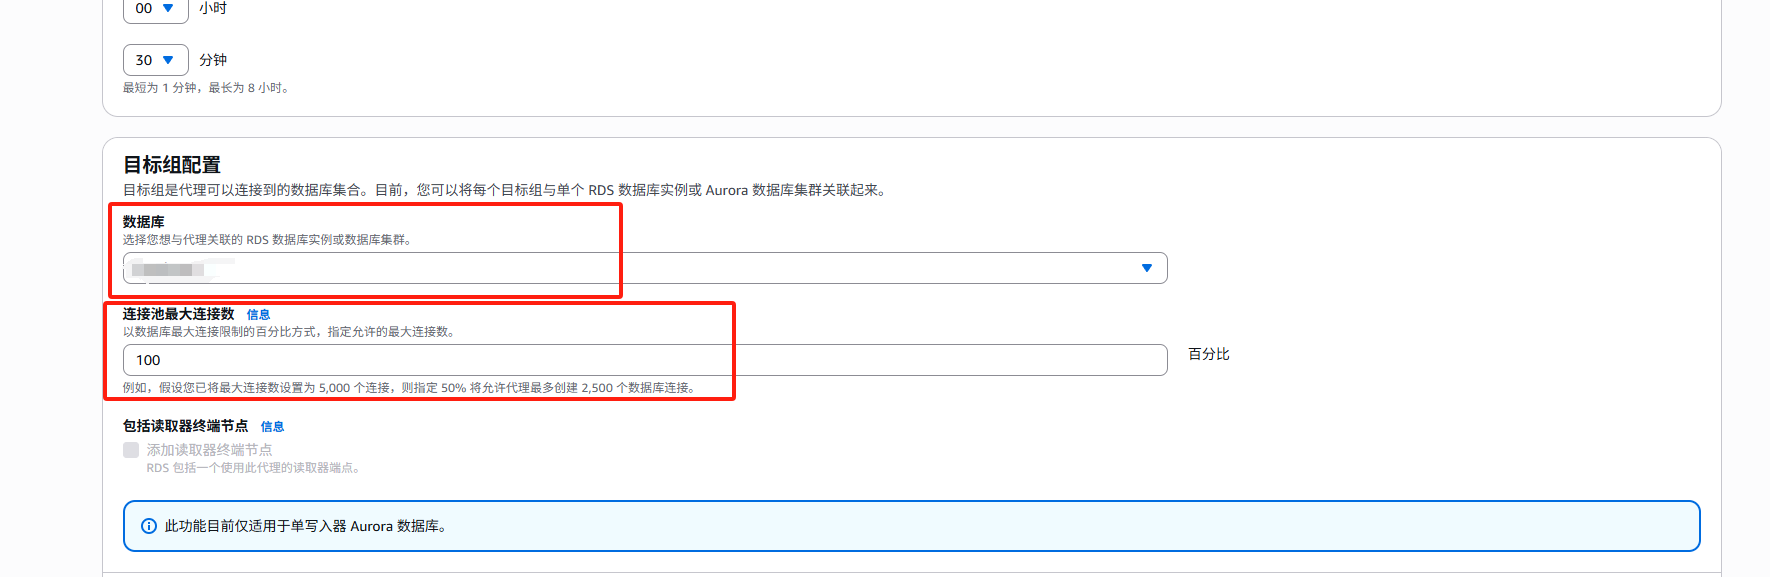 00 小时
30 分钟
最短为 1 分钟，最长为 8 小时。
目标组配置
目标组是代理可以连接到的数据库集合。目前，您可以将每个目标组与单个 RDS 数据库实例或 Aurora 数据库集群关联起来。
数据库
选择您想与代理关联的 RDS 数据库实例或数据库集群。
连接池最大连接数 信息
以数据库最大连接限制的百分比方式，指定允许的最大连接数。
100 百分比
例如，假设您已将最大连接数设置为 5,000 个连接，则指定 50% 将允许代理最多创建 2,500 个数据库连接。
包括读取器终端节点 信息
添加读取器终端节点
RDS 包括一个使用此代理的读取器端点。
此功能目前仅适用于单写入器 Aurora 数据库。